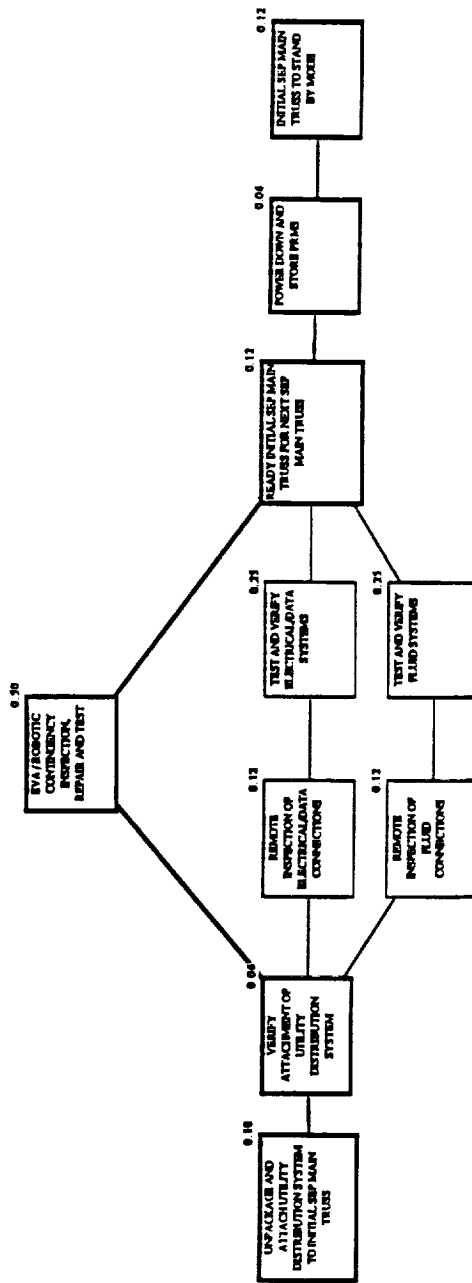 0.10
UNPACKAGE AND
ATTACH UTILITY
DISTRIBUTION SYSTEM
TO INITIAL SEP MAIN
TRUSS
VERIFY
ATTACHMENT OF
UTILITY
DISTRIBUTION
SYSTEM
0.50
EVA / ROBOTIC
CONTINGENCY
INSPECTION,
REPAIR AND TEST
0.12
REMOTE
INSPECTION OF
ELECTRICAL/DATA
CONNECTIONS
0.25
TEST AND VERIFY
ELECTRICAL/DATA
SYSTEMS
0.12
REMOTE
INSPECTION OF
FLUID
CONNECTIONS
0.25
TEST AND VERIFY
FLUID SYSTEMS
0.12
READY INITIAL SEP MAIN
TRUSS FOR NEXT SEP
MAIN TRUSS
POWER DOWN AND
STORE PRMS
0.12
INITIAL SEP MAIN
TRUSS TO STAND
BY MODE